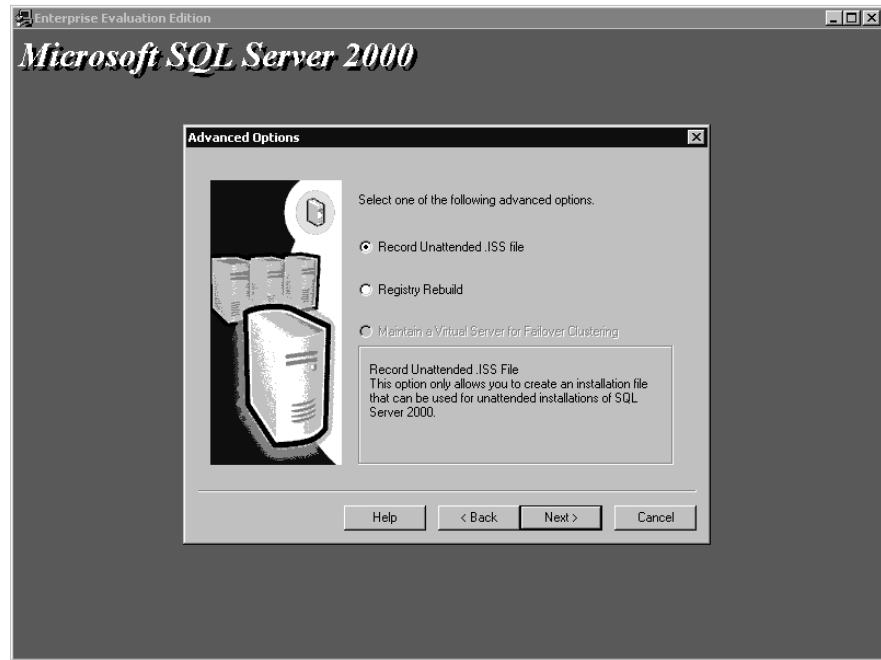 Enterprise Evaluation Edition
Microsoft SQL Server 2000
Advanced Options
Select one of the following advanced options.
Record Unattended .ISS file
Registry Rebuild
Maintain a Virtual Server for Failover Clustering
Record Unattended .ISS File
This option only allows you to create an installation file
that can be used for unattended installations of SQL
Server 2000.
Help
< Back
Next >
Cancel